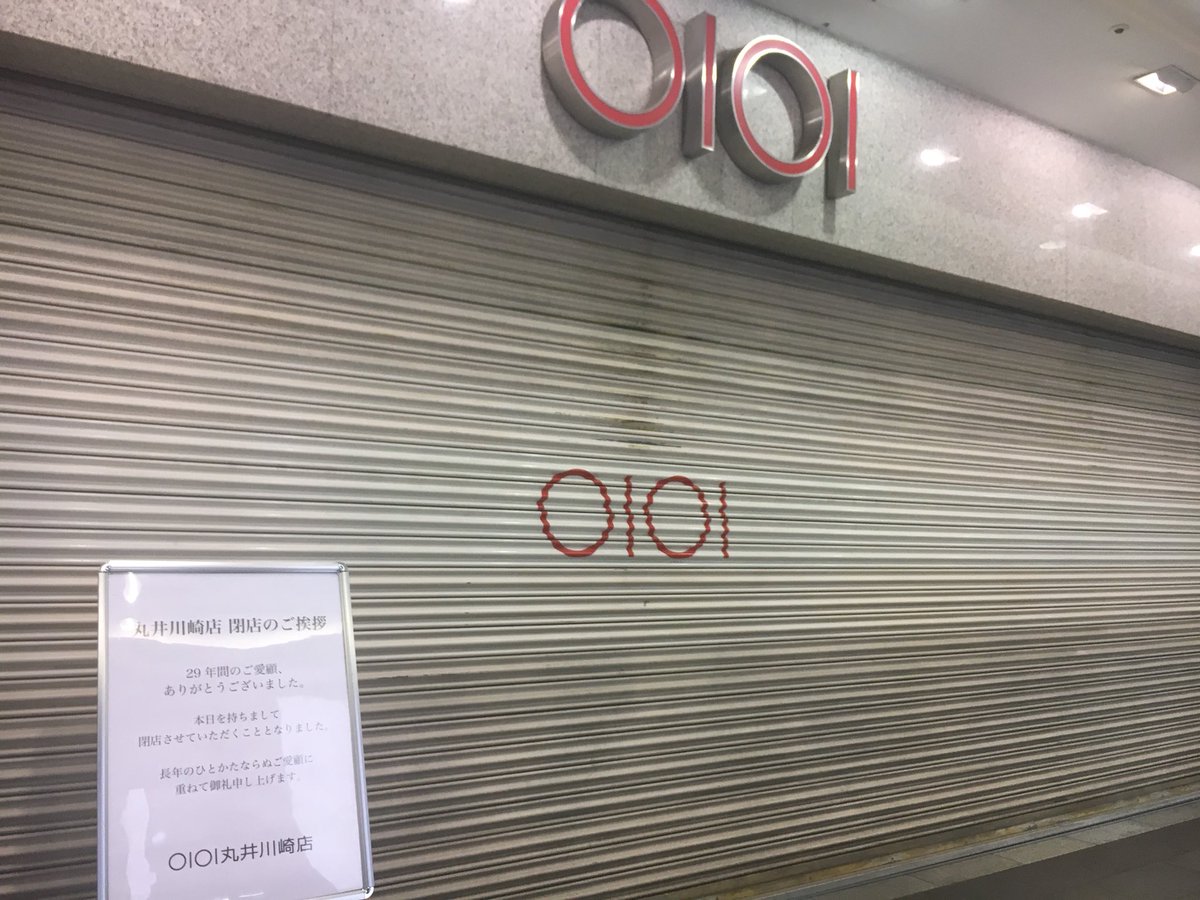 OIOI
OIOI
丸井川崎店 閉店のご挨拶
29年間のご愛顧、
ありがとうございました。
本日を持ちまして
閉店させていただくこととなりました。
長年のひとかたならぬご愛顧に
重ねて御礼申し上げます。
OIOI丸井川崎店